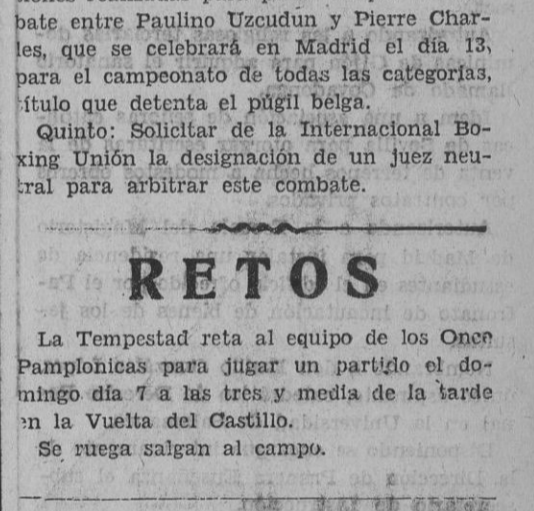 bate entre Paulino Uzcudun y Pierre Char-
les, que se celebrará en Madrid el día 13,
para el campeonato de todas las categorías,
título que detenta el púgil belga.
Quinto: Solicitar de la Internacional Bo-
xing Unión la designación de un juez neu-
tral para arbitrar este combate.
RETOS
La Tempestad reta al equipo de los Once
Pamplonicas para jugar un partido el do-
mingo día 7 a las tres y media de la tarde
en la Vuelta del Castillo.
Se ruega salgan al campo.